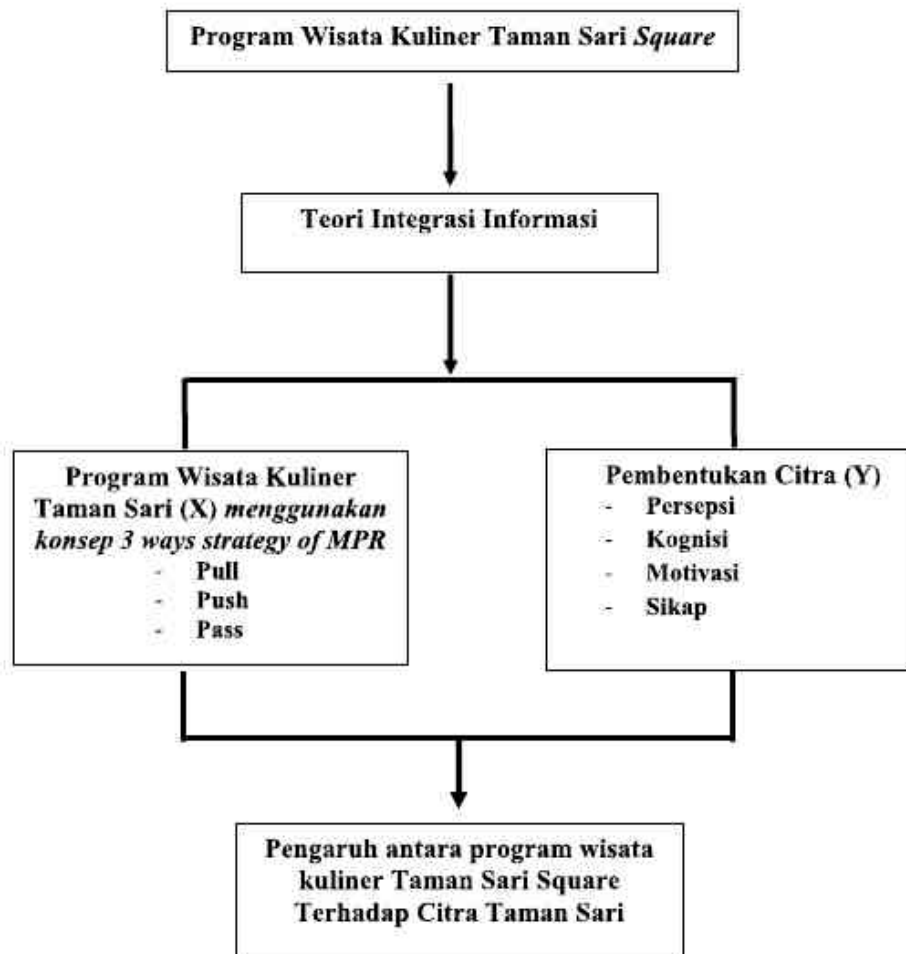 Program Wisata Kuliner Taman Sari Square
Teori Integrasi Informasi
Program Wisata Kuliner
Taman Sari (X) menggunakan
konsep 3 ways strategy of MPR
- Pull
- Push
- Pass
Pembentukan Citra (Y)
- Persepsi
- Kognisi
- Motivasi
- Sikap
Pengaruh antara program wisata
kuliner Taman Sari Square
Terhadap Citra Taman Sari